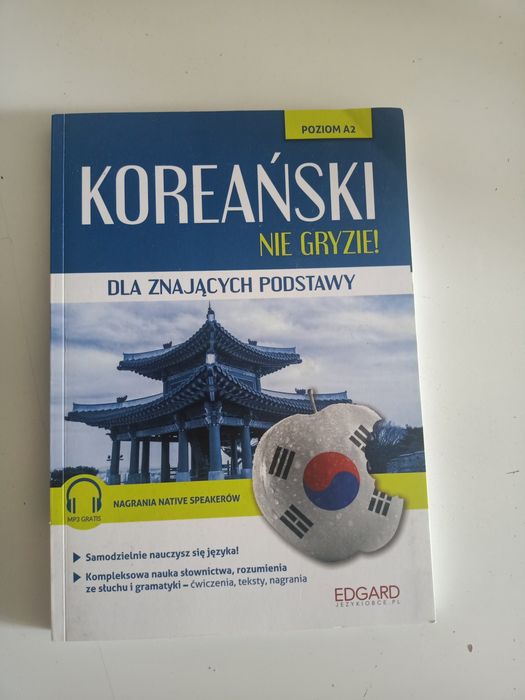 POZIOM A2
KOREAŃSKI
NIE GRYZIE!
DLA ZNAJĄCYCH PODSTAWY
NAGRANIA NATIVE SPEAKERÓW
MP3 GRATIS
Samodzielnie nauczysz się języka!
Kompleksowa nauka słownictwa, rozumienia
ze słuchu i gramatyki – ćwiczenia, teksty, nagrania
EDGARD
JEZYKIOBCE.PL